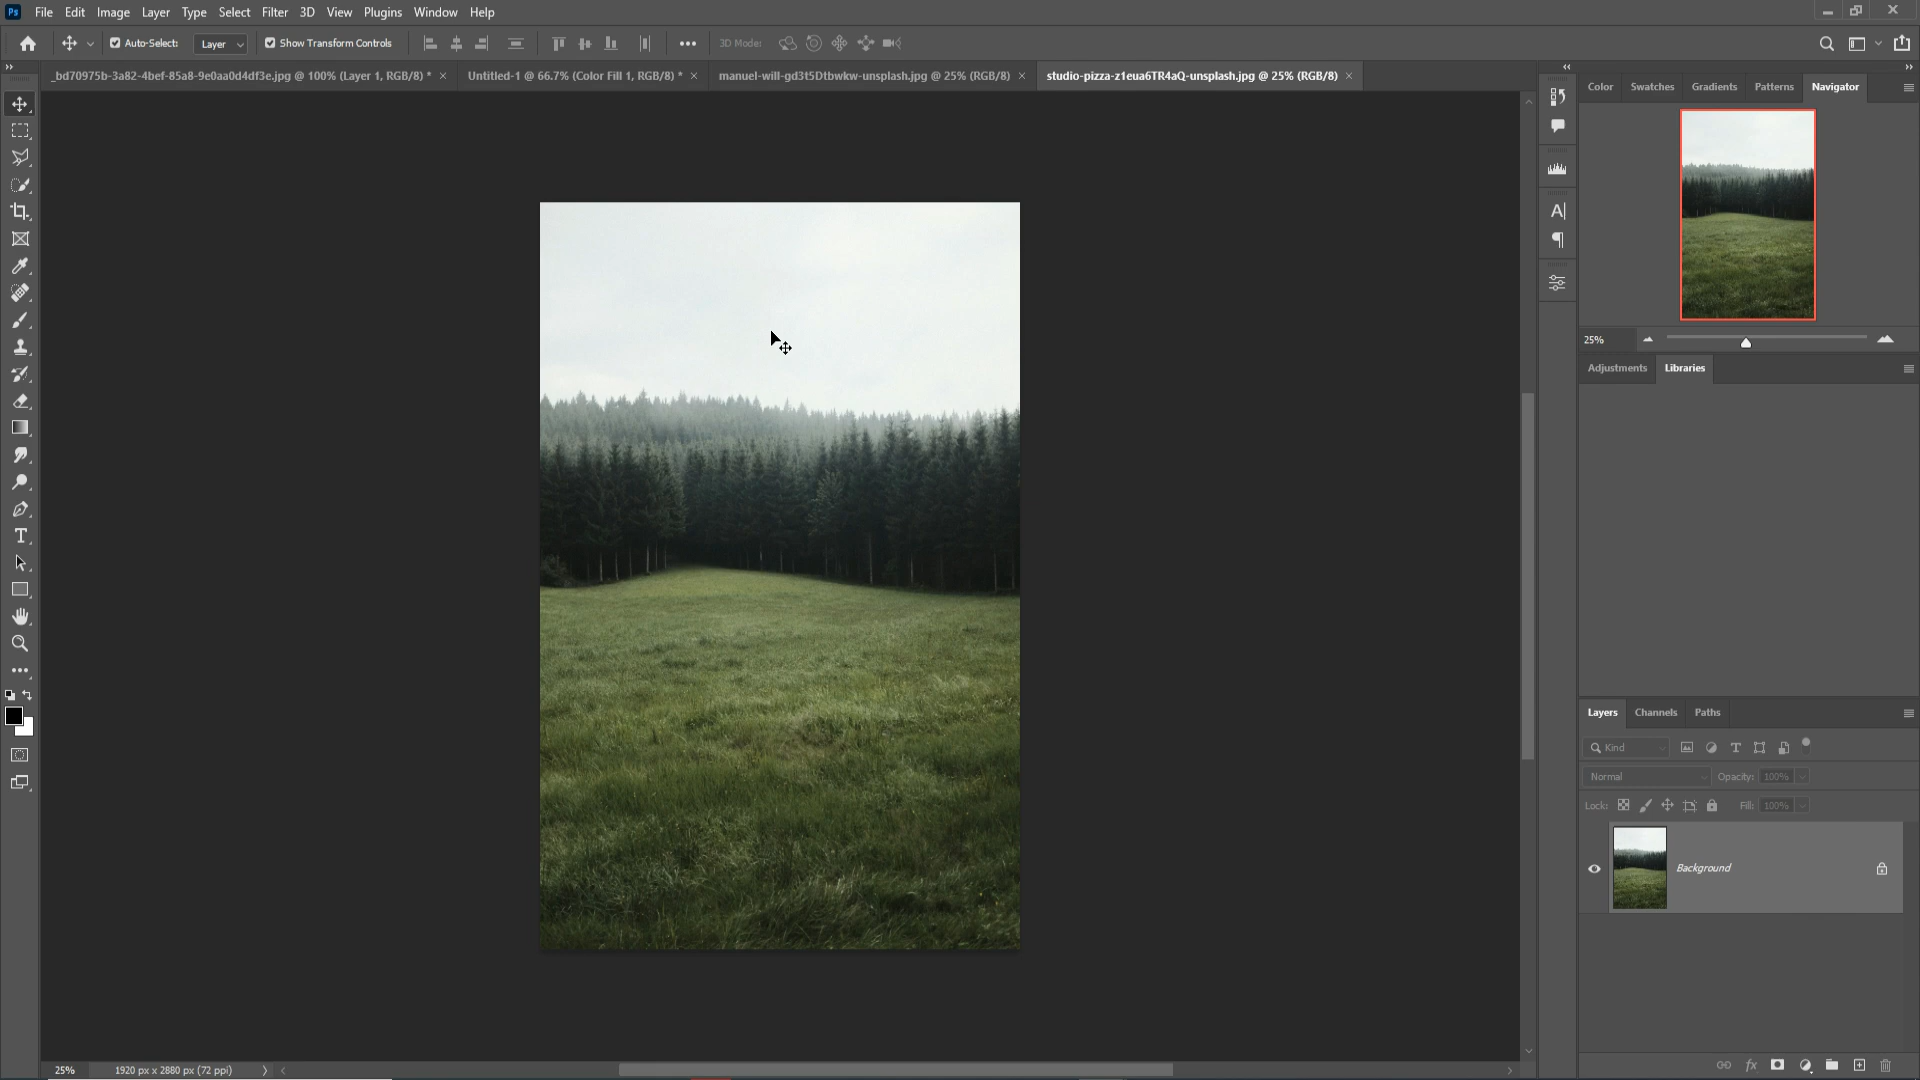 Ps File Edit Image Layer Type Select Filter 3D View Plugins Window Help
Auto-Select: Layer Show Transform Controls 3D Mode:
_bd70975b-3a82-4bef-85a8-9e0aa0d4df3e.jpg @ 100% (Layer 1, RGB/8) * Untitled-1 @ 66.7% (Color Fill 1, RGB/8) * manuel-will-gd3t5Dtbwkw-unsplash.jpg @ 25% (RGB/8) studio-pizza-z1eua6TR4aQ-unsplash.jpg @ 25% (RGB/8)
Color Swatches Gradients Patterns Navigator
25%
Adjustments Libraries
Layers Channels Paths
Kind
Normal Opacity: 100%
Lock: Fill: 100%
Background
25% 1920 px x 2880 px (72 ppi)